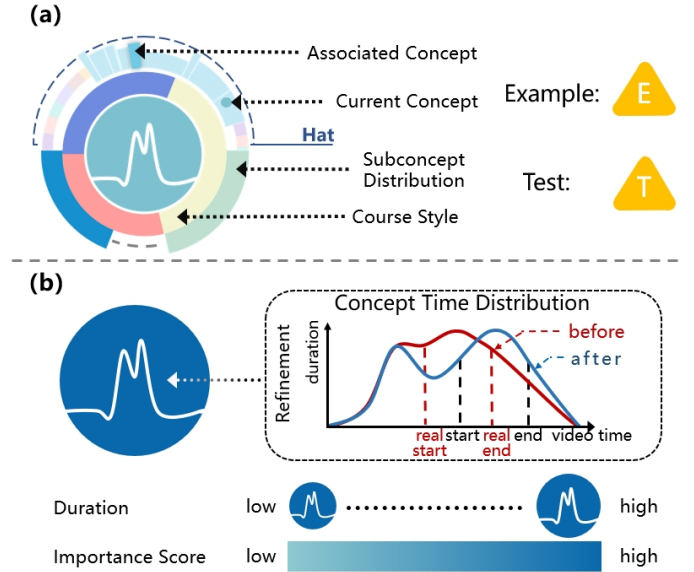 (a)
Associated Concept
Current Concept
Hat
Subconcept
Distribution
Course Style
Example:
E
Test:
T
(b)
Concept Time Distribution
Refinement
duration
before
after
real
start
start
real
end
end
video time
Duration
low
high
Importance Score
low
high